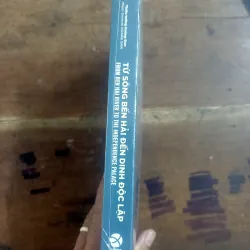 TỪ SÔNG BẾN HẢI ĐẾN DINH ĐỘC LẬP
FROM BEN HAI RIVER TO THE INDEPENDENCE PALACE